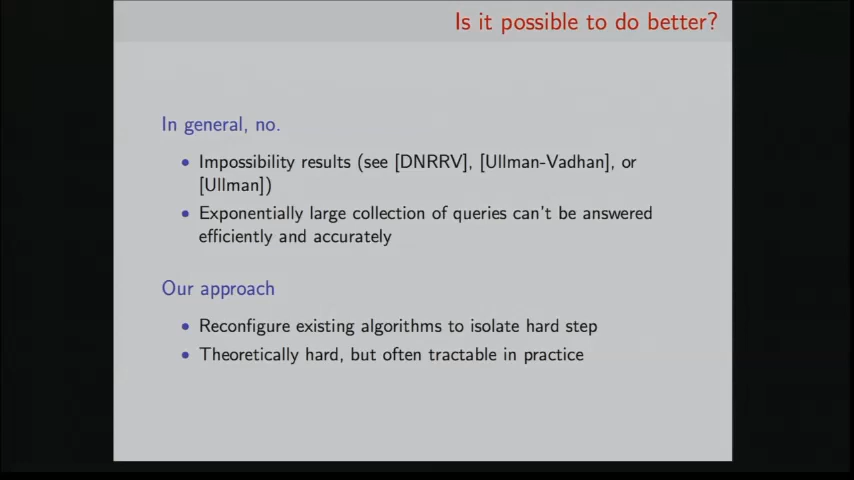 Is it possible to do better?
In general, no.
• Impossibility results (see [DNRRV], [Ullman-Vadhan], or
[Ullman])
• Exponentially large collection of queries can't be answered
efficiently and accurately
Our approach
• Reconfigure existing algorithms to isolate hard step
• Theoretically hard, but often tractable in practice